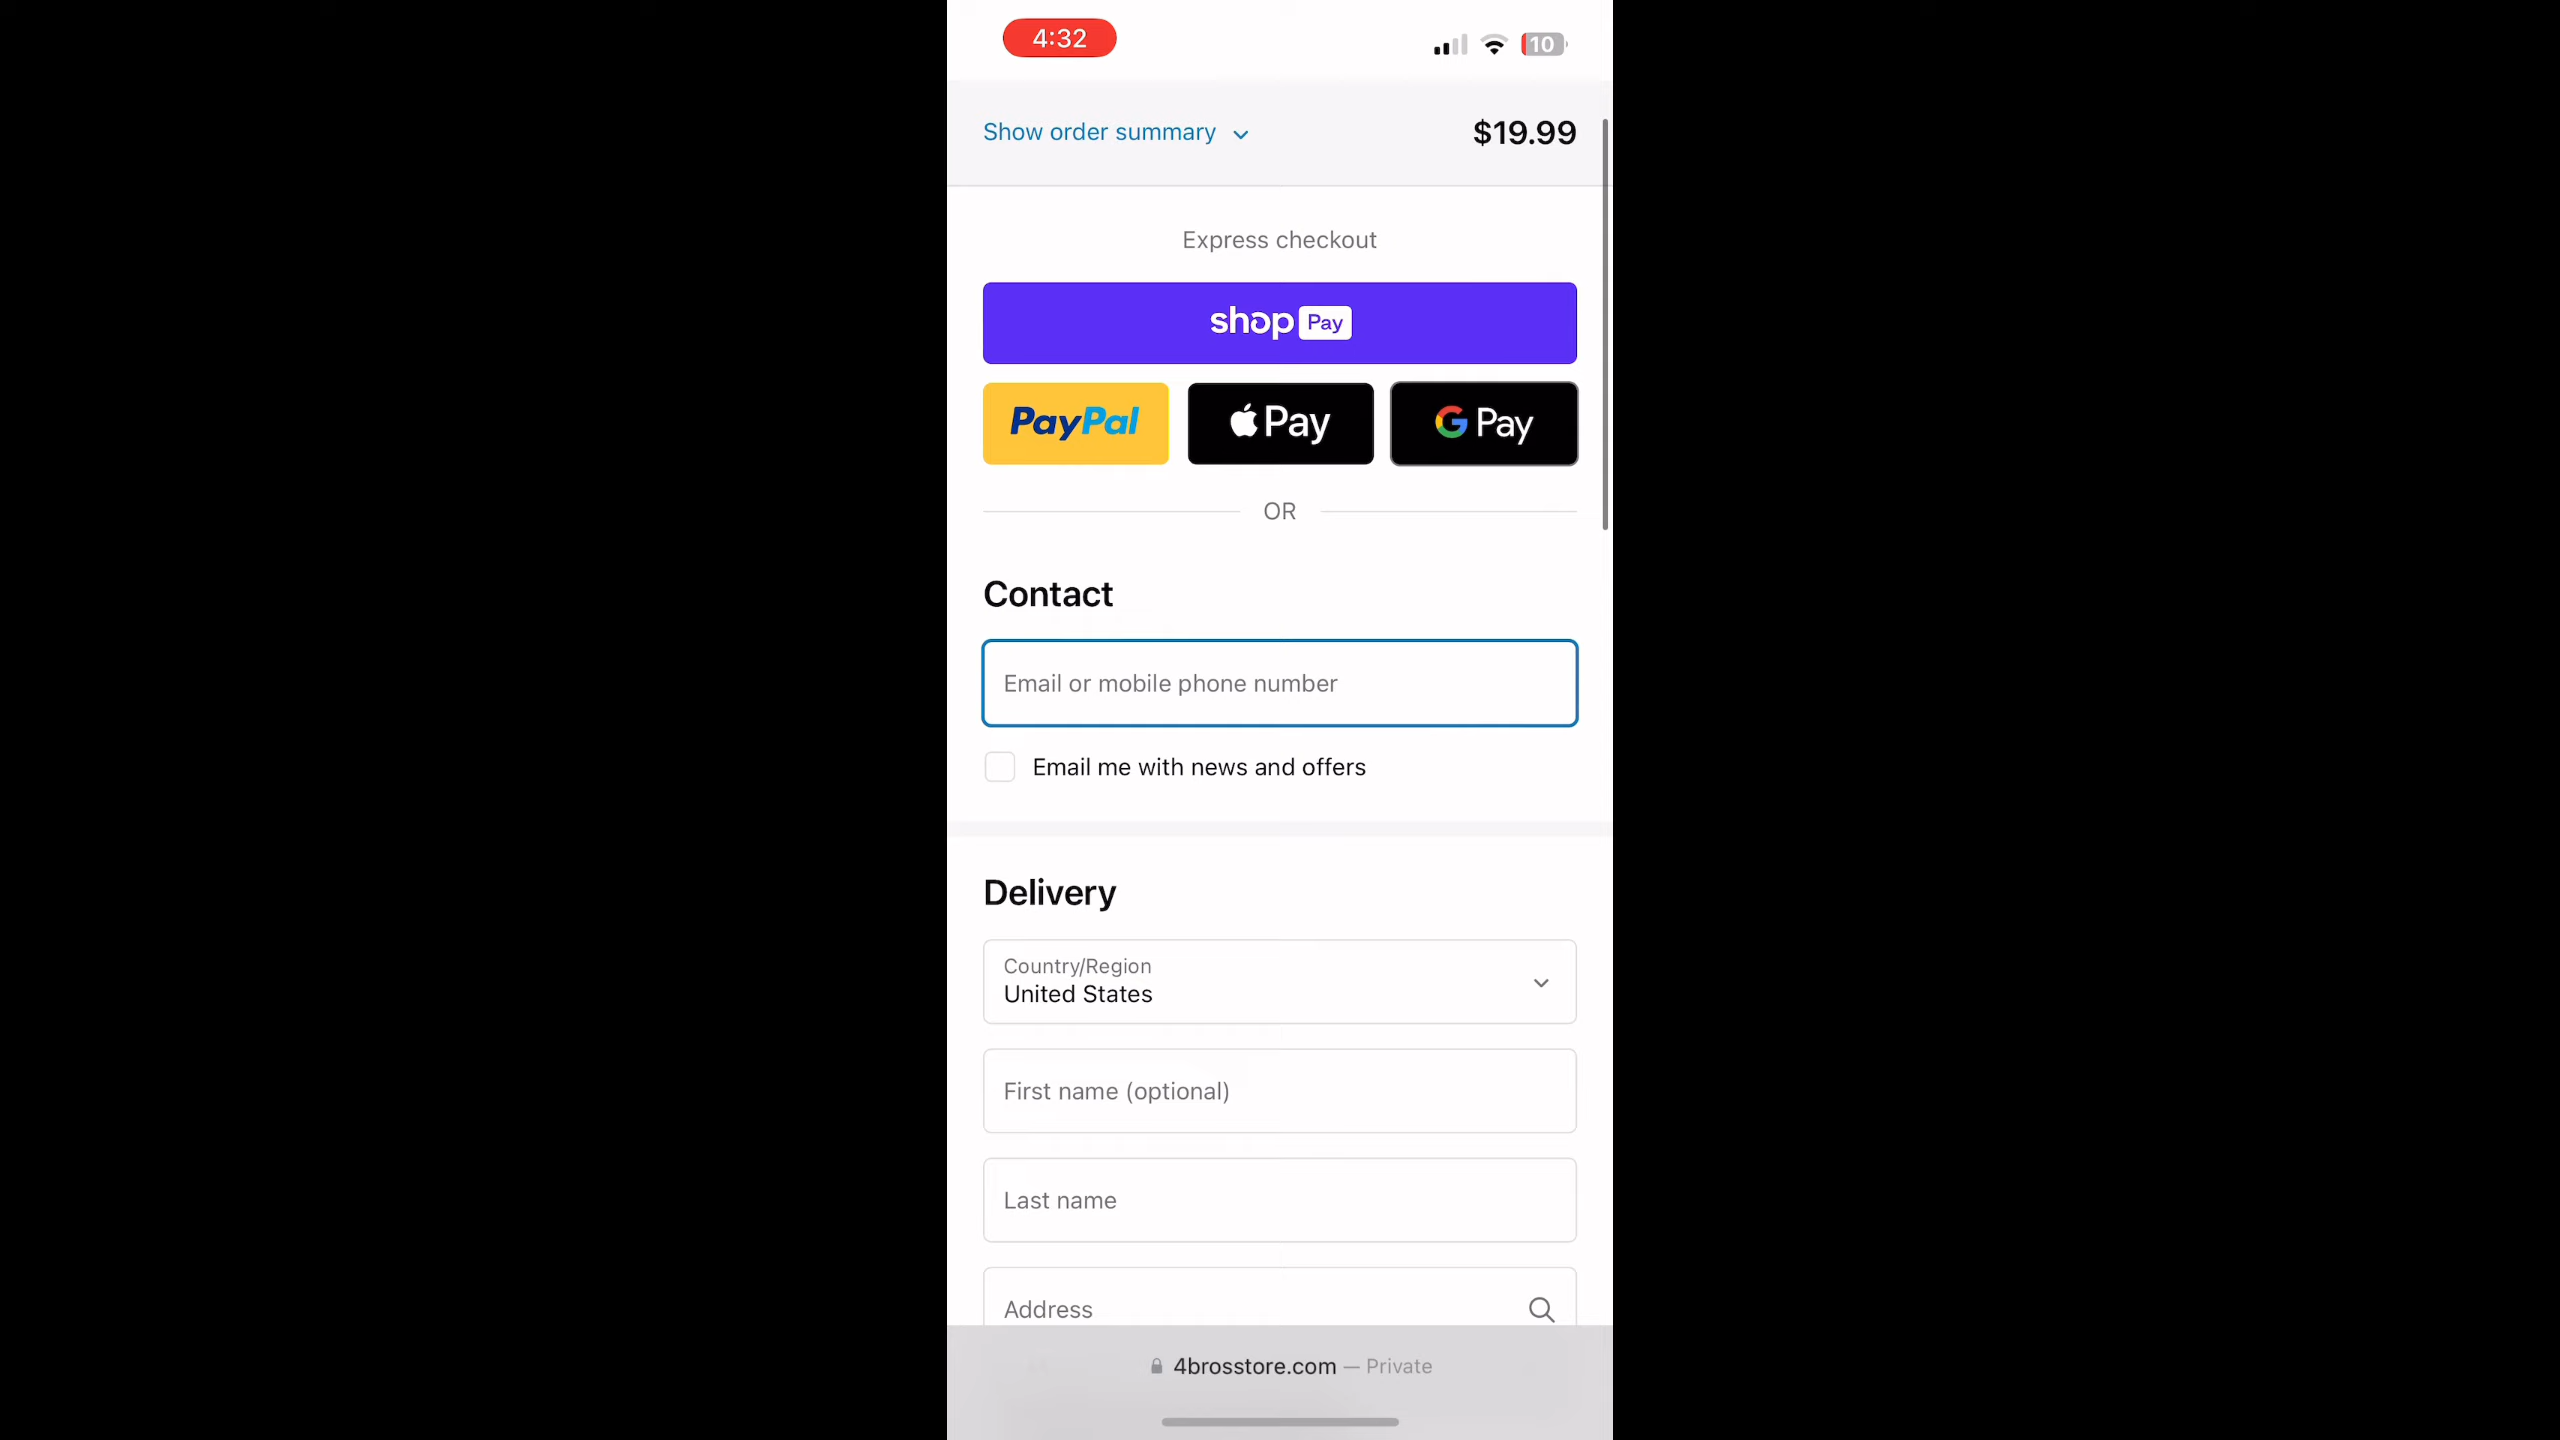 4:32
10
Show order summary
$19.99
Express checkout
shop Pay
PayPal
Pay
G Pay
OR
Contact
Email or mobile phone number
Email me with news and offers
Delivery
Country/Region
United States
First name (optional)
Last name
Address
4brosstore.com — Private